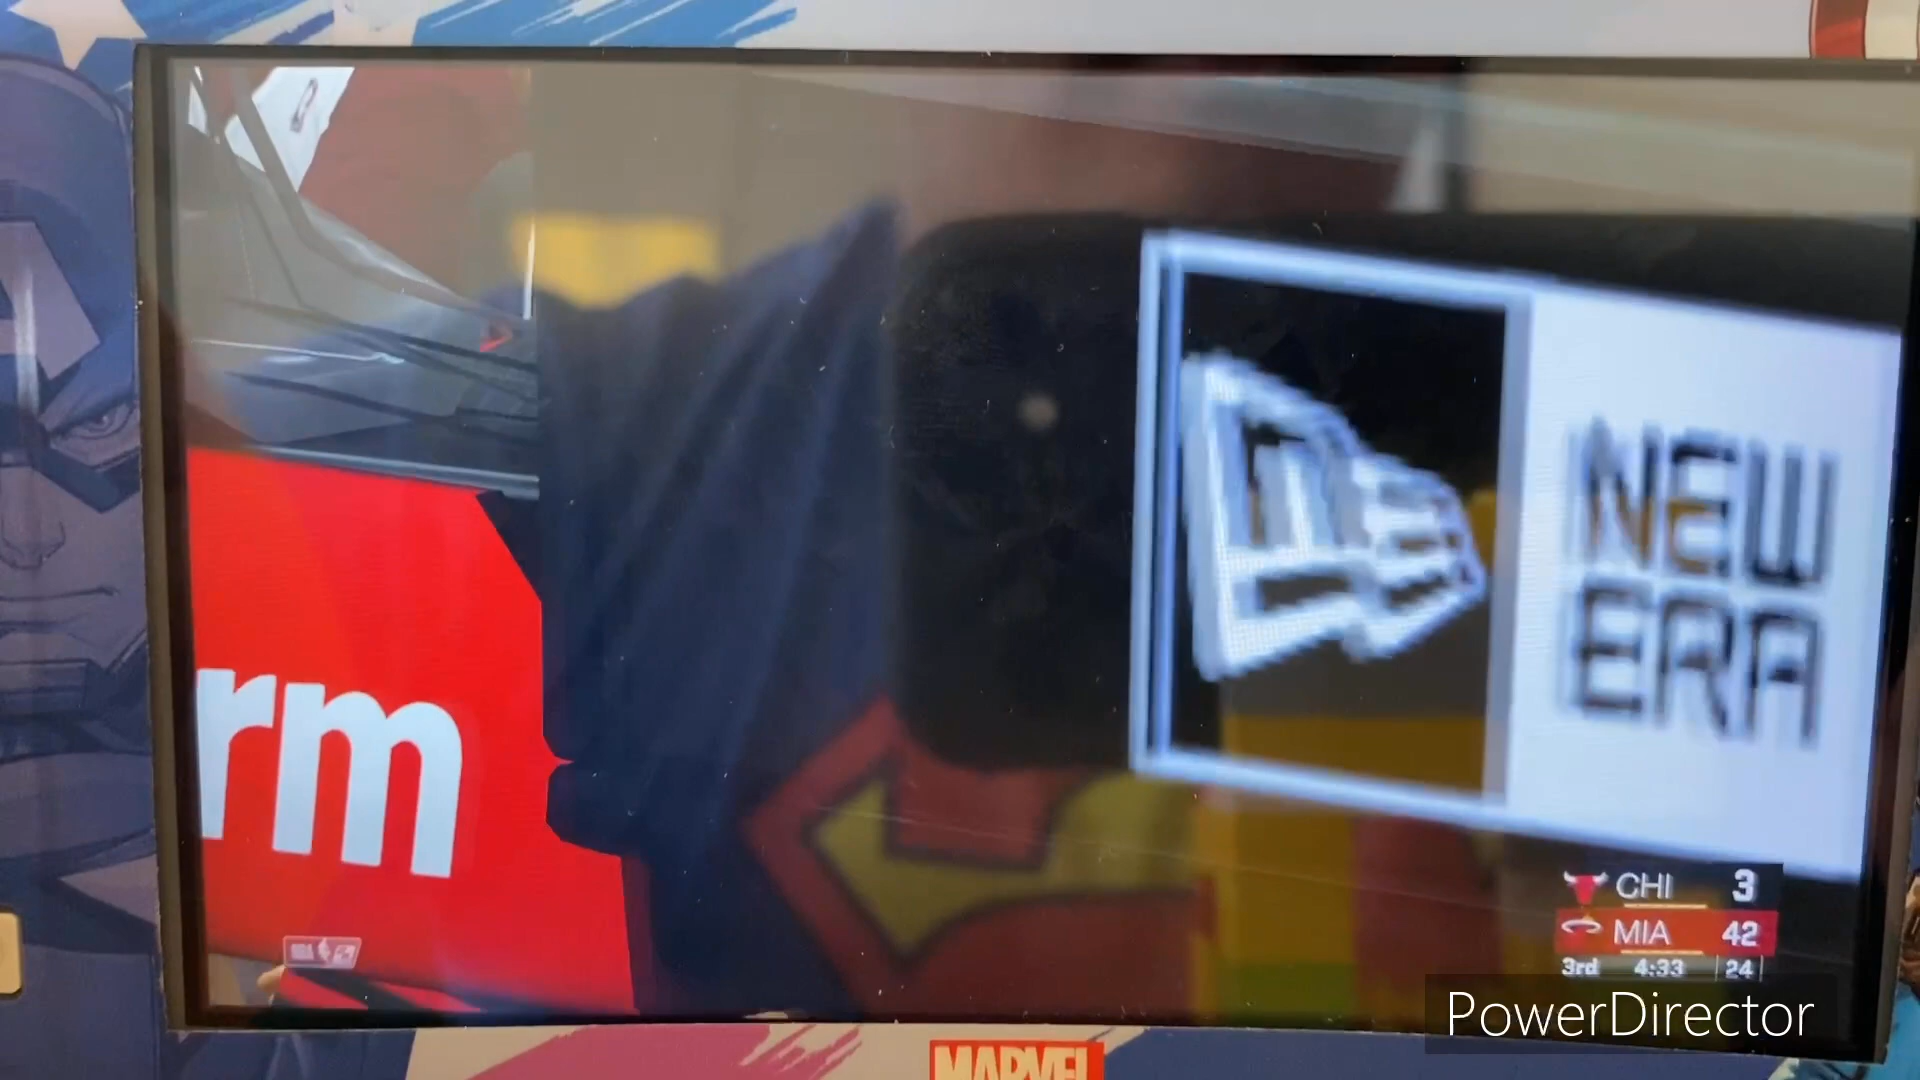 NEW
ERA
rm
CHI 3
MIA 42
3rd 4:33 24
PowerDirector
MARVEL